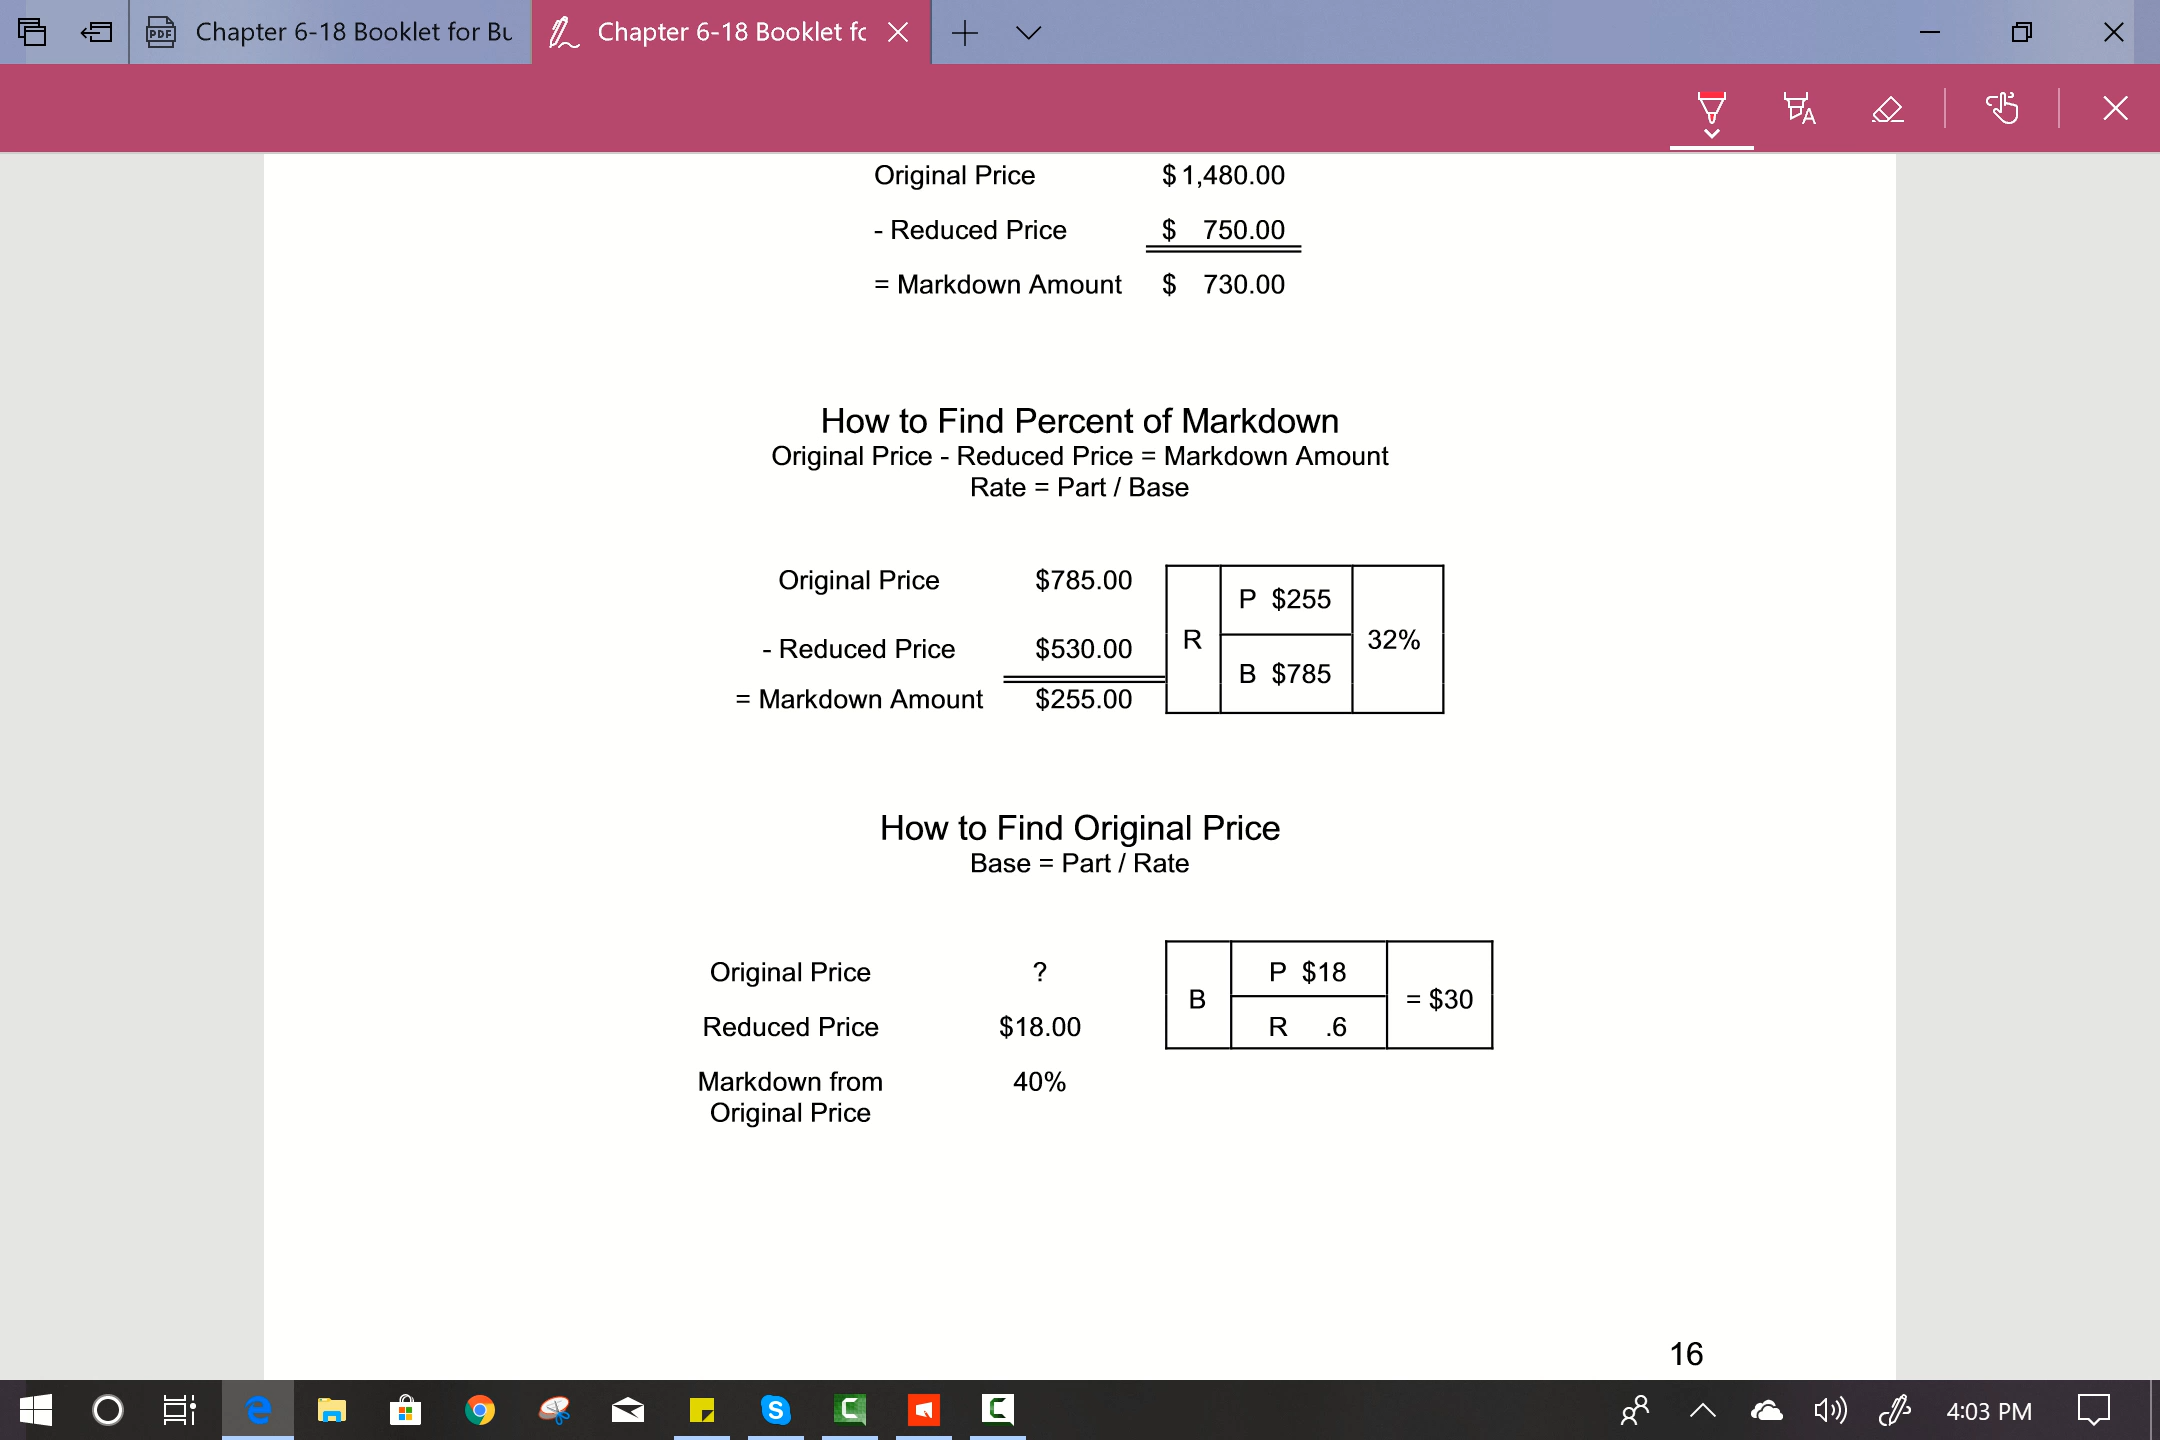 Chapter 6-18 Booklet for Bu
Chapter 6-18 Booklet fc
Original Price $ 1,480.00
- Reduced Price $ 750.00
= Markdown Amount $ 730.00
How to Find Percent of Markdown
Original Price - Reduced Price = Markdown Amount
Rate = Part / Base
Original Price $785.00
- Reduced Price $530.00
= Markdown Amount $255.00
P $255
R 32%
B $785
How to Find Original Price
Base = Part / Rate
Original Price ?
Reduced Price $18.00
Markdown from 40%
Original Price
P $18
B = $30
R .6
16
4:03 PM